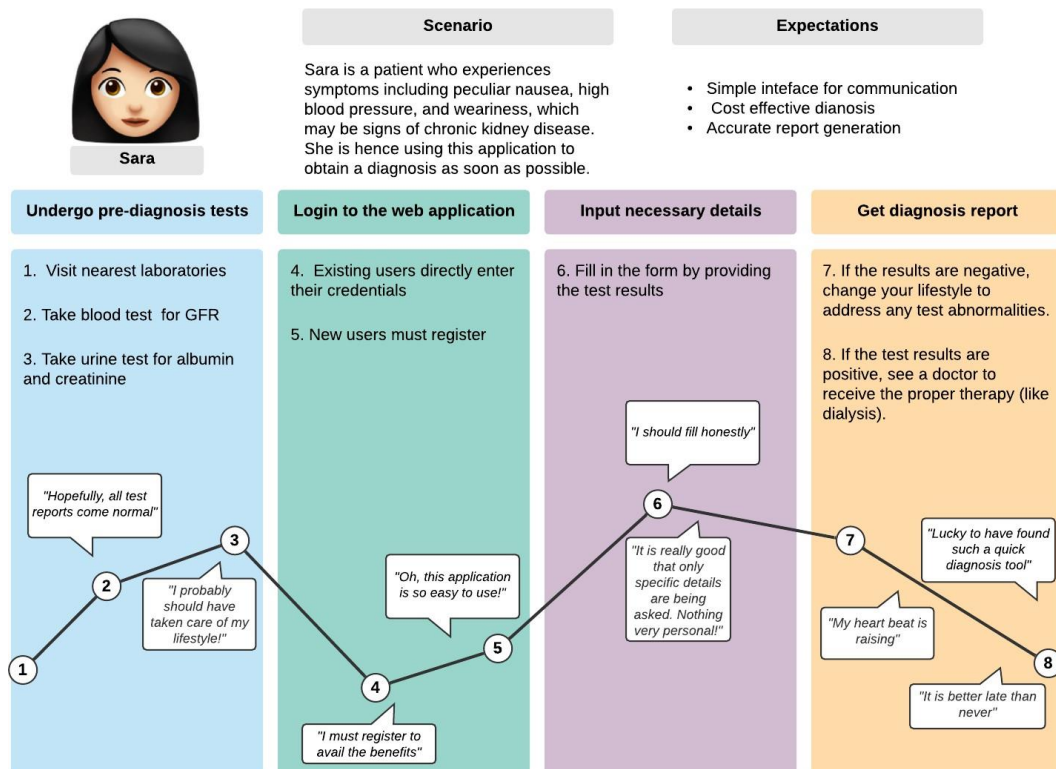 Sara
Scenario
Sara is a patient who experiences
symptoms including peculiar nausea, high
blood pressure, and weariness, which
may be signs of chronic kidney disease.
She is hence using this application to
obtain a diagnosis as soon as possible.
Expectations
• Simple inteface for communication
• Cost effective dianosis
• Accurate report generation
Undergo pre-diagnosis tests
Login to the web application
Input necessary details
Get diagnosis report
1. Visit nearest laboratories
2. Take blood test for GFR
3. Take urine test for albumin
and creatinine
4. Existing users directly enter
their credentials
5. New users must register
6. Fill in the form by providing
the test results
7. If the results are negative,
change your lifestyle to
address any test abnormalities.
8. If the test results are
positive, see a doctor to
receive the proper therapy (like
dialysis).
"Hopefully, all test
reports come normal"
"I probably
should have
taken care of my
lifestyle!"
"Oh, this application
is so easy to use!"
"I must register to
avail the benefits"
"I should fill honestly"
"It is really good
that only
specific details
are being
asked. Nothing
very personal!"
"Lucky to have found
such a quick
diagnosis tool"
"My heart beat is
raising"
"It is better late than
never"
1
2
3
4
5
6
7
8